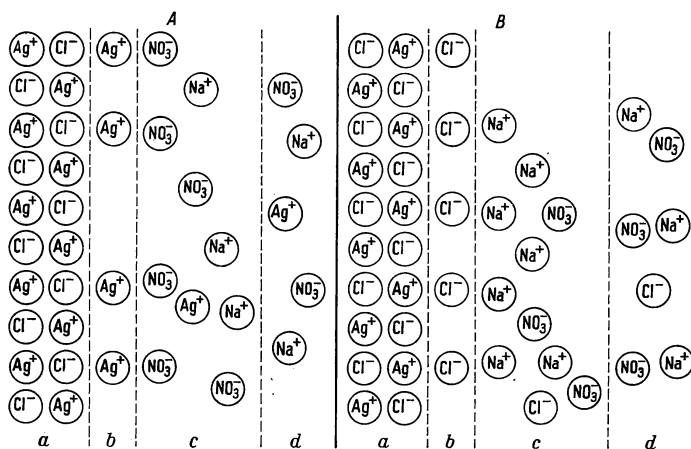 A B
Ag⁺ Cl⁻ Ag⁺ NO₃⁻ Cl⁻ Ag⁺ Cl⁻
Cl⁻ Ag⁺ Na⁺ NO₃⁻ Ag⁺ Cl⁻ Na⁺
Ag⁺ Cl⁻ Ag⁺ NO₃⁻ Na⁺ Cl⁻ Ag⁺ Cl⁻ Na⁺ NO₃⁻
Cl⁻ Ag⁺ NO₃⁻ Ag⁺ Cl⁻ Na⁺
Ag⁺ Cl⁻ Ag⁺ Cl⁻ Ag⁺ Cl⁻ Na⁺ NO₃⁻ NO₃⁻ Na⁺
Cl⁻ Ag⁺ Na⁺ Ag⁺ Cl⁻ Na⁺
Ag⁺ Cl⁻ Ag⁺ NO₃⁻ Ag⁺ Na⁺ NO₃⁻ Cl⁻ Ag⁺ Cl⁻ Na⁺ Cl⁻
Cl⁻ Ag⁺ Na⁺ Ag⁺ Cl⁻ NO₃⁻
Ag⁺ Cl⁻ Ag⁺ NO₃⁻ Cl⁻ Ag⁺ Cl⁻ Na⁺ Na⁺ NO₃⁻ Na⁺
Cl⁻ Ag⁺ NO₃⁻ Ag⁺ Cl⁻ Cl⁻ NO₃⁻
a b c d a b c d